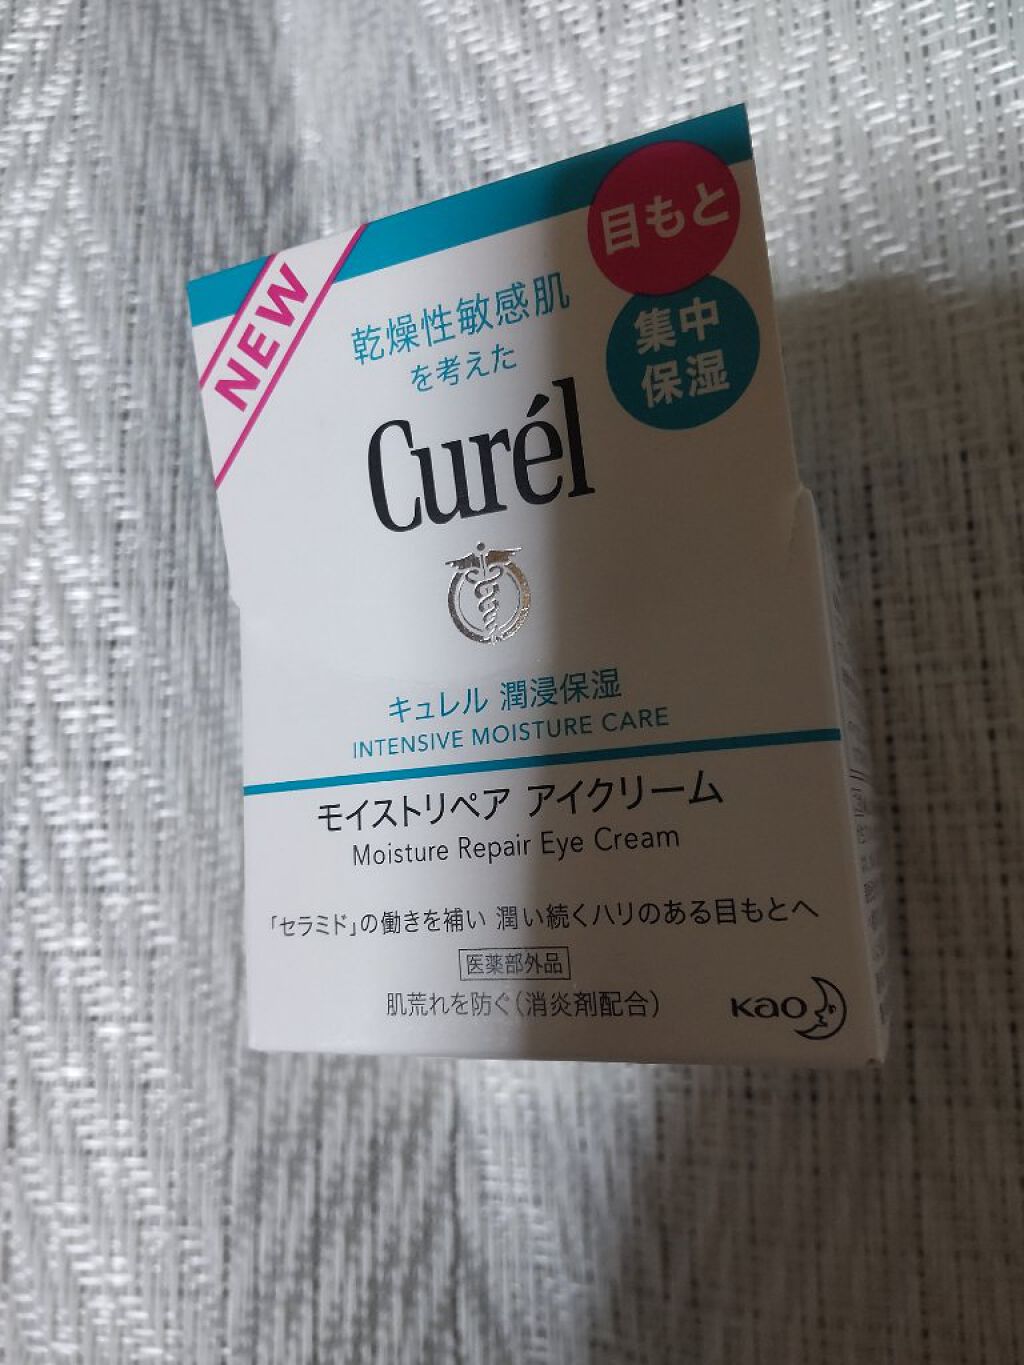 NEW
目もと
集中
保湿
乾燥性敏感肌
を考えた
Curél
キュレル 潤浸保湿
INTENSIVE MOISTURE CARE
モイストリペア アイクリーム
Moisture Repair Eye Cream
「セラミド」の働きを補い 潤い続くハリのある目もとへ
医薬部外品
肌荒れを防ぐ(消炎剤配合)
Kao